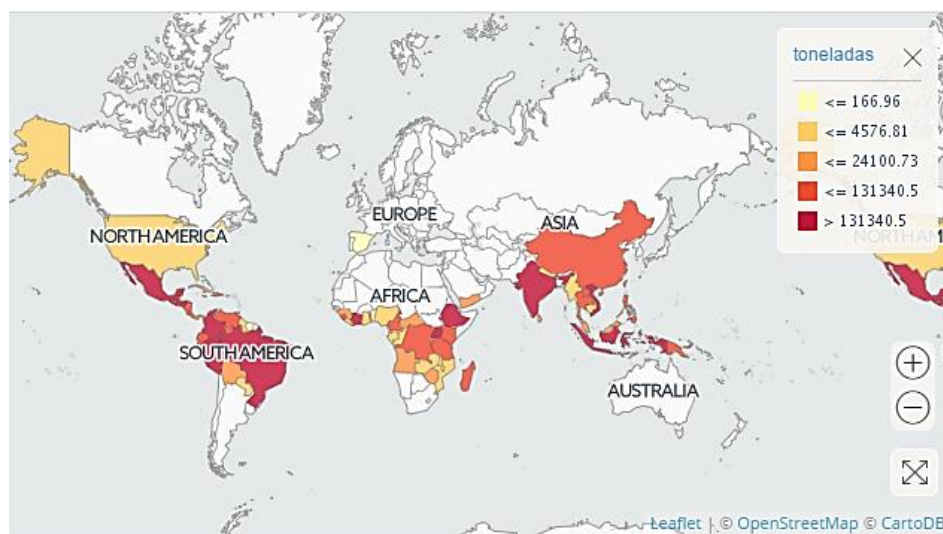 toneladas
<= 166.96
<= 4576.81
<= 24100.73
<= 131340.5
> 131340.5
EUROPE
ASIA
NORTH AMERICA
AFRICA
SOUTH AMERICA
AUSTRALIA
Leaflet | © OpenStreetMap © CartoDB